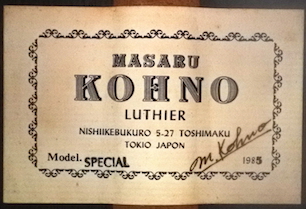 MASARU
KOHNO
LUTHIER
NISHIIKEBUKURO 5-27 TOSHIMAKU
TOKIO JAPON
M. Kohno
Model. SPECIAL 1985